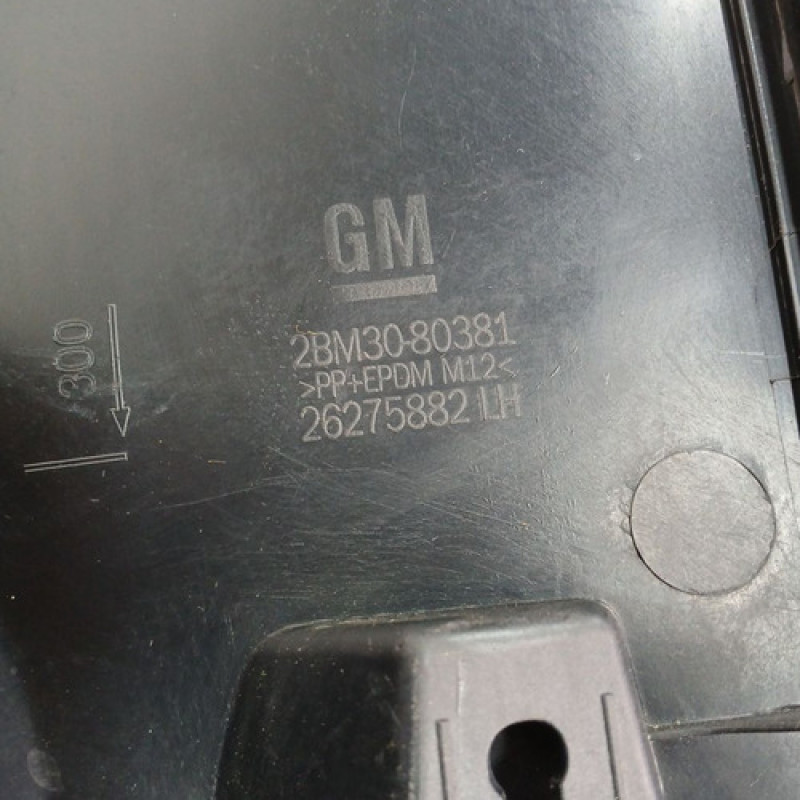 GM
2BM30-80381
>PP+EPDM M12<
26275882 LH
300